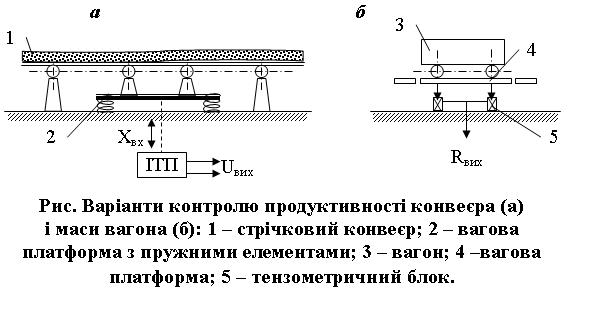 а
б
1
3
4
2
Xвх
5
ІТП
Uвих
Rвих
Рис. Варіанти контролю продуктивності конвеєра (а)
і маси вагона (б): 1 – стрічковий конвеєр; 2 – вагова
платформа з пружними елементами; 3 – вагон; 4 –вагова
платформа; 5 – тензометричний блок.